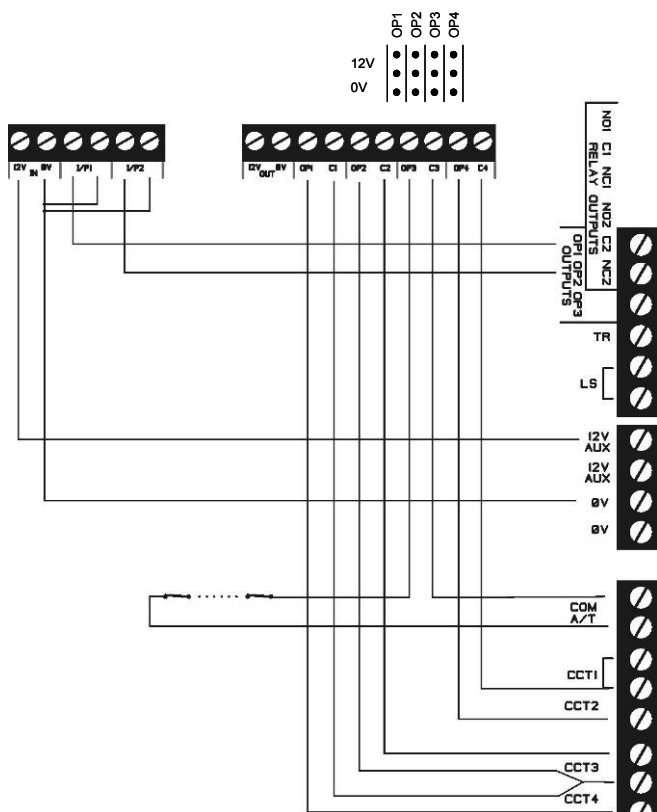 OP1 OP2 OP3 OP4
12V
0V
12V 0V I/P1 I/P2
IN
12V 0V OP1 C1 OP2 C2 OP3 C3 OP4 C4
OUT
NO1 C1 NC1 NO2 C2 NC2
RELAY OUTPUTS
OP1 OP2 OP3
OUTPUTS
TR
LS
12V
AUX
12V
AUX
0V
0V
COM
A/T
CCT1
CCT2
CCT3
CCT4